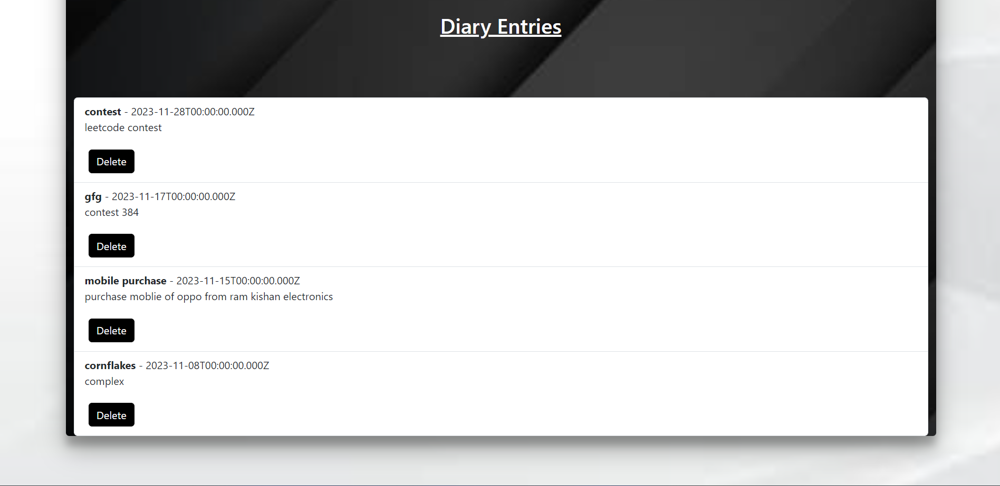 Diary Entries
contest - 2023-11-28T00:00:00.000Z
leetcode contest
Delete
gfg - 2023-11-17T00:00:00.000Z
contest 384
Delete
mobile purchase - 2023-11-15T00:00:00.000Z
purchase moblie of oppo from ram kishan electronics
Delete
cornflakes - 2023-11-08T00:00:00.000Z
complex
Delete